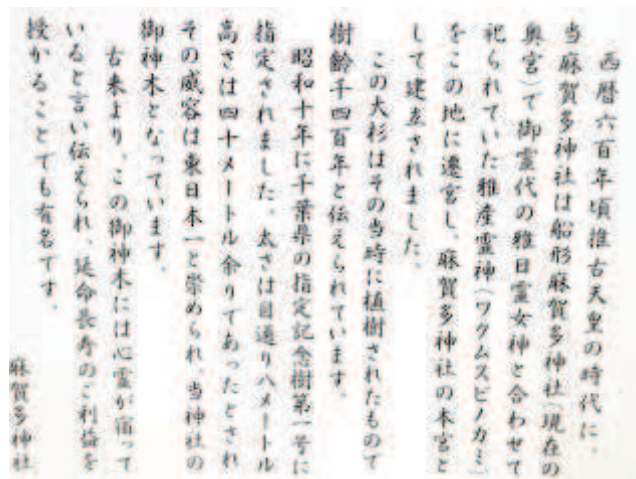 西暦六百年頃推古天皇の時代に、
当麻賀多神社は船形麻賀多神社(現在の
奥宮)で御霊代の雅日霊女神と合わせて
祀られていた稚産霊神(ワクムスビノカミ)
をこの地に遷宮し、麻賀多神社の本宮と
して建立されました。
この大杉はその当時に植樹されたもので
樹齢千四百年と伝えられています。
昭和十年に千葉県の指定記念樹第一号に
指定されました。太さは目通り八メートル
高さは四十メートル余りであったとされ
その威容は東日本一と崇められ、当神社の
御神木となっています。
古来より、この御神木には心霊が宿って
いると言い伝えられ、延命長寿のご利益を
授かることでも有名です。
麻賀多神社